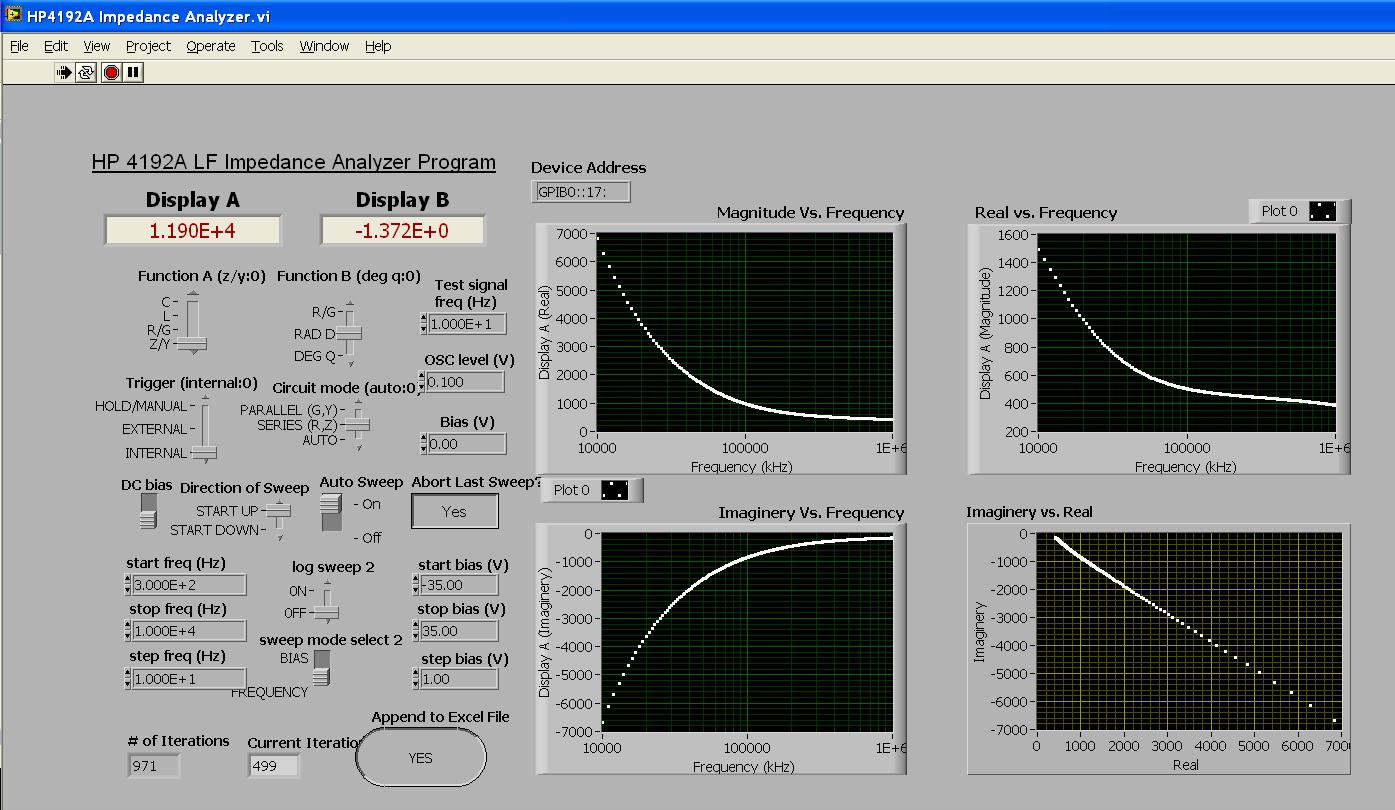 HP4192A Impedance Analyzer.vi
File Edit View Project Operate Tools Window Help
HP 4192A LF Impedance Analyzer Program
Display A
1.190E+4
Display B
-1.372E+0
Function A (z/y:0)
C
L
R/G
Z/Y
Function B (deg q:0)
R/G
RAD D
DEG Q
Test signal
freq (Hz)
1.000E+1
OSC level (V)
0.100
Trigger (internal:0)
HOLD/MANUAL
EXTERNAL
INTERNAL
Circuit mode (auto:0)
PARALLEL (G,Y)
SERIES (R,Z)
AUTO
Bias (V)
0.00
DC bias
Direction of Sweep
START UP
START DOWN
Auto Sweep
On
Off
Abort Last Sweep?
Yes
start freq (Hz)
3.000E+2
stop freq (Hz)
1.000E+4
step freq (Hz)
1.000E+1
log sweep 2
ON
OFF
sweep mode select 2
BIAS
FREQUENCY
start bias (V)
-35.00
stop bias (V)
35.00
step bias (V)
1.00
Append to Excel File
YES
# of Iterations
971
Current Iteratio
499
Device Address
GPIB0::17:
Magnitude Vs. Frequency
Display A (Real)
7000
6000
5000
4000
3000
2000
1000
0
10000 100000 1E+6
Frequency (kHz)
Real vs. Frequency
Plot 0
Display A (Magnitude)
1600
1400
1200
1000
800
600
400
200
10000 100000 1E+6
Frequency (kHz)
Plot 0
Imaginery Vs. Frequency
Display A (Imaginery)
0
-1000
-2000
-3000
-4000
-5000
-6000
-7000
10000 100000 1E+6
Frequency (kHz)
Imaginery vs. Real
Imaginery
0
-1000
-2000
-3000
-4000
-5000
-6000
-7000
0 1000 2000 3000 4000 5000 6000 7000
Real